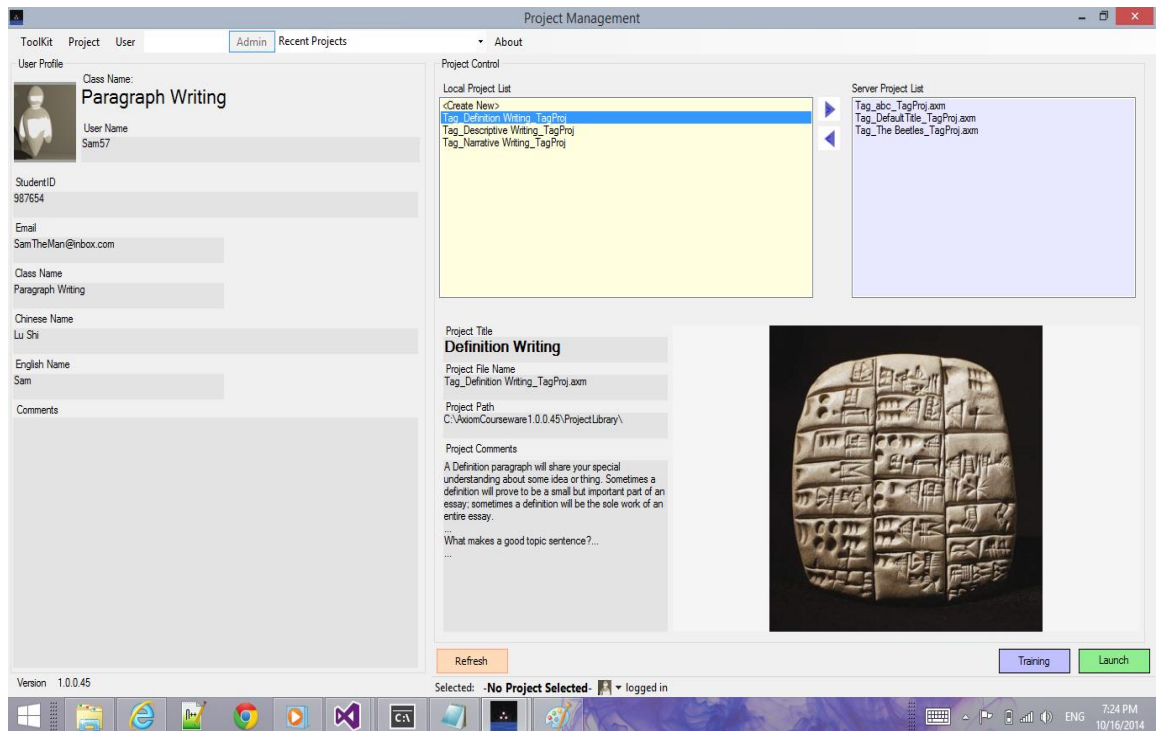 Project Management
ToolKit Project User Admin Recent Projects About
User Profile
Class Name:
Paragraph Writing
User Name
Sam57
StudentID
987654
Email
SamTheMan@inbox.com
Class Name
Paragraph Writing
Chinese Name
Lu Shi
English Name
Sam
Comments
Version 1.0.0.45
Project Control
Local Project List
<Create New>
Tag_Definition Writing_TagProj
Tag_Descriptive Writing_TagProj
Tag_Narrative Writing_TagProj
Server Project List
Tag_abc_TagProj.axm
Tag_DefaultTitle_TagProj.axm
Tag_The Beetles_TagProj.axm
Project Title
Definition Writing
Project File Name
Tag_Definition Writing_TagProj.axm
Project Path
C:\AxiomCourseware1.0.0.45\ProjectLibrary\
Project Comments
A Definition paragraph will share your special
understanding about some idea or thing. Sometimes a
definition will prove to be a small but important part of an
essay; sometimes a definition will be the sole work of an
entire essay.
...
What makes a good topic sentence?...
...
Refresh
Training
Launch
Selected: -No Project Selected- logged in
C:\
ENG
7:24 PM
10/16/2014